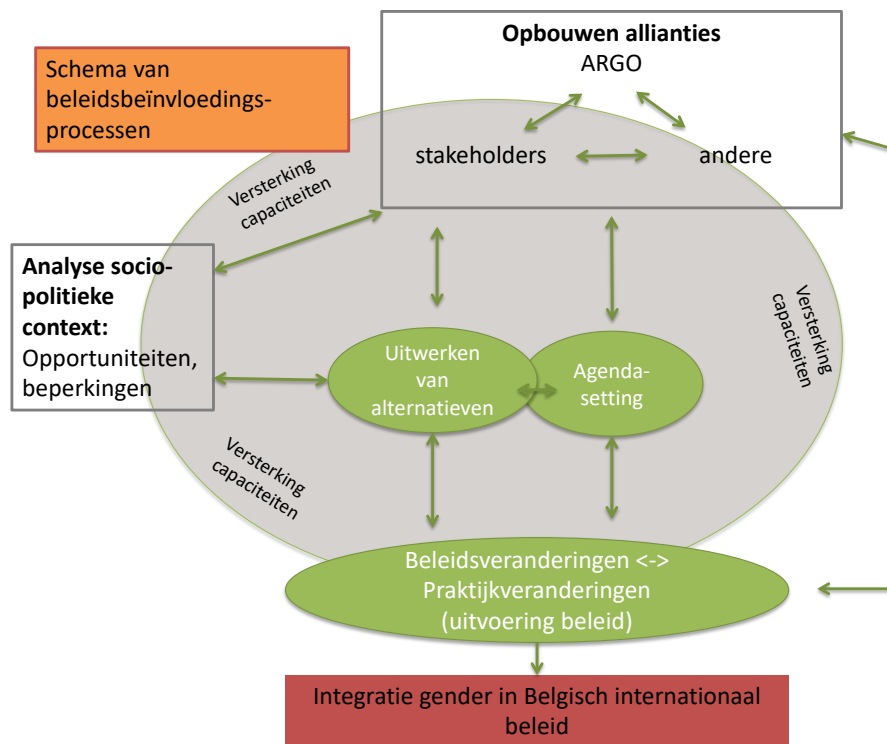 Schema van
beleidsbeïnvloedings-
processen
Opbouwen allianties
ARGO
stakeholders
andere
Versterking
capaciteiten
Analyse socio-
politieke
context:
Opportuniteiten,
beperkingen
Versterking
capaciteiten
Uitwerken
van
alternatieven
Agenda-
setting
Versterking
capaciteiten
Beleidsveranderingen <->
Praktijkveranderingen
(uitvoering beleid)
Integratie gender in Belgisch internationaal
beleid